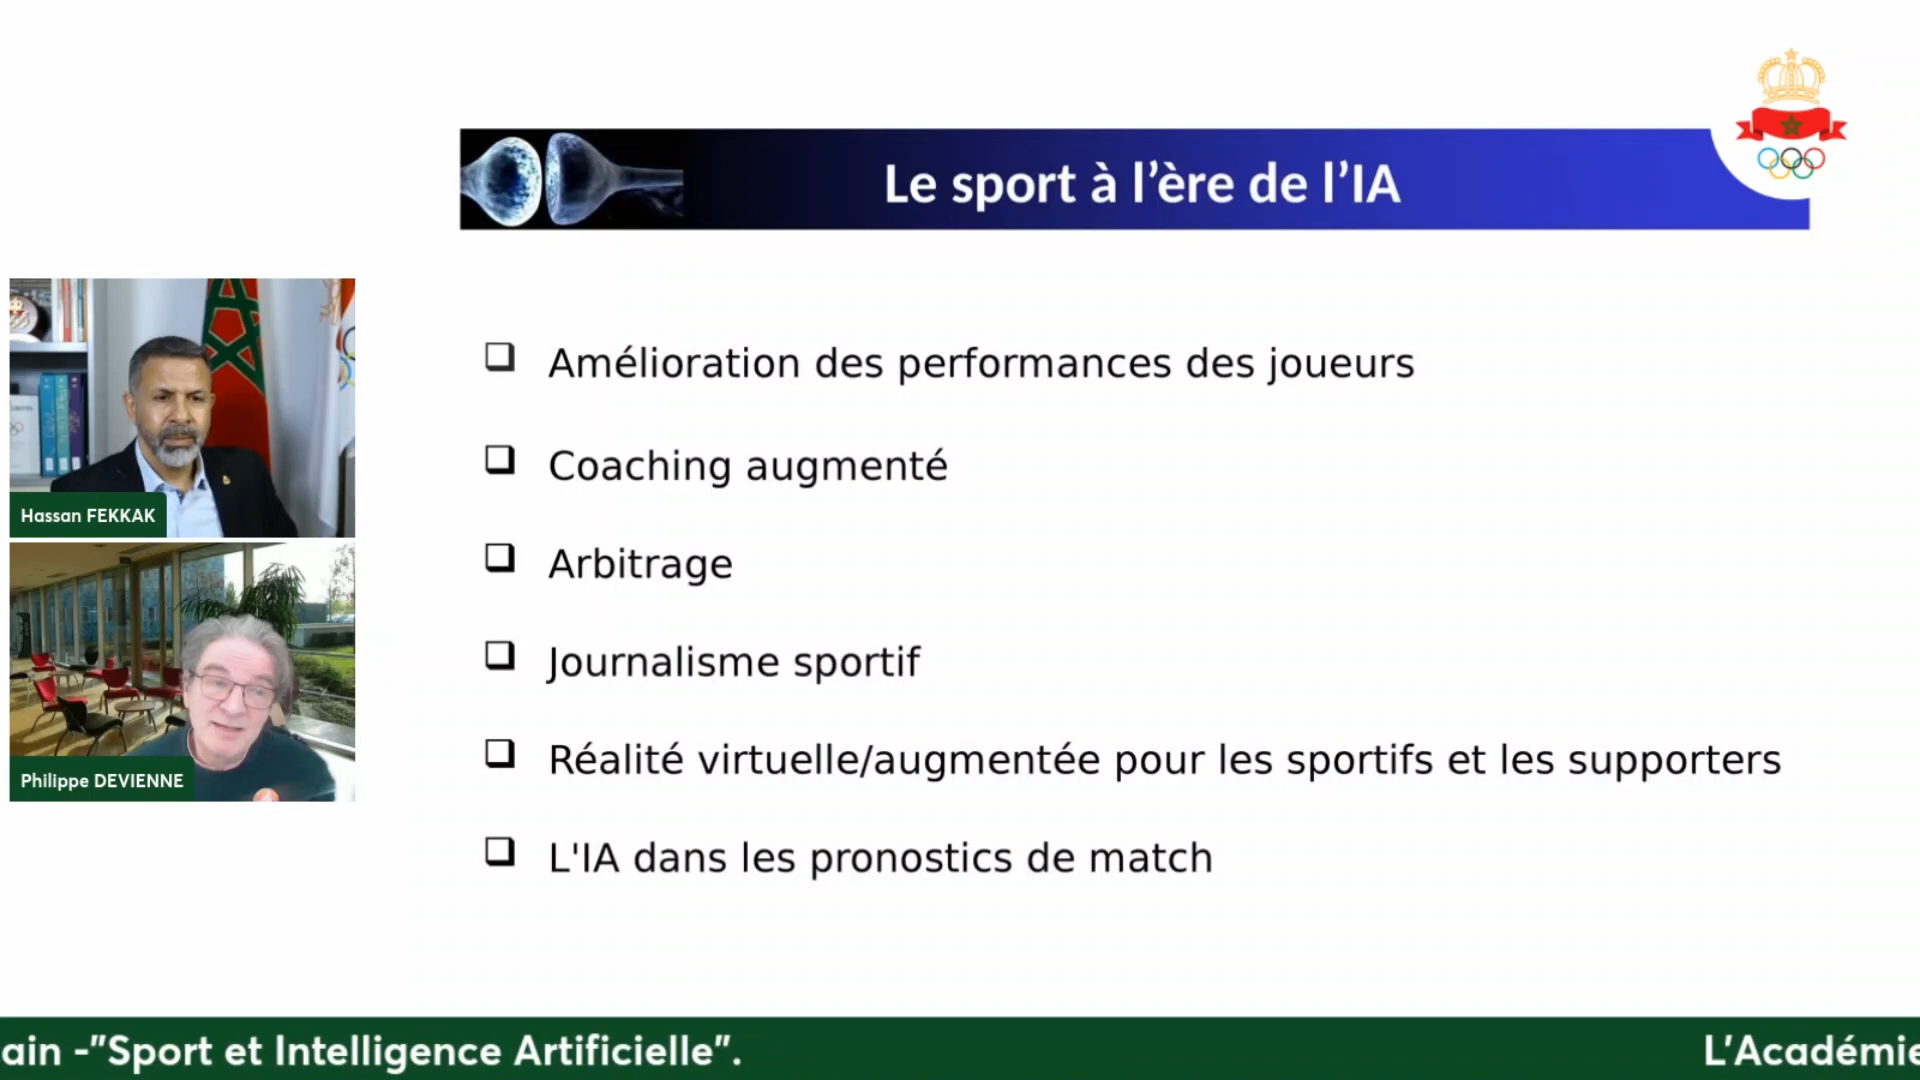 Le sport à l’ère de l’IA
Amélioration des performances des joueurs
Coaching augmenté
Arbitrage
Journalisme sportif
Réalité virtuelle/augmentée pour les sportifs et les supporters
L'IA dans les pronostics de match
Hassan FEKKAK
Philippe DEVIENNE
ain -"Sport et Intelligence Artificielle". L'Académie